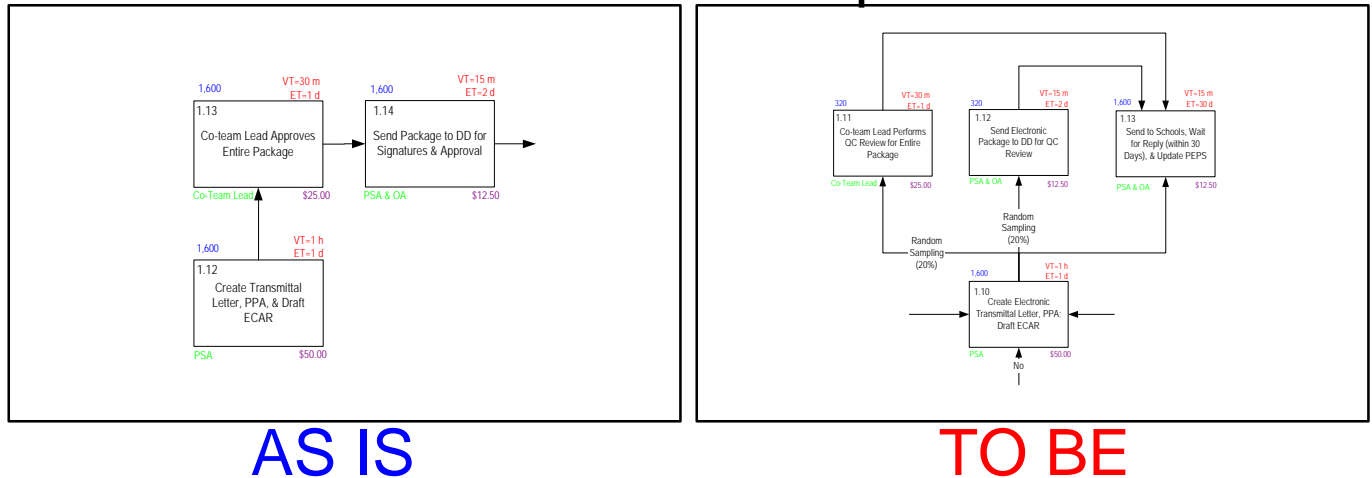 1,600
VT=30 m
ET=1 d
1.13
Co-team Lead Approves
Entire Package
Co-Team Lead
$25.00
1,600
VT=15 m
ET=2 d
1.14
Send Package to DD for
Signatures & Approval
PSA & OA
$12.50
1,600
VT=1 h
ET=1 d
1.12
Create Transmittal
Letter, PPA, & Draft
ECAR
PSA
$50.00
AS IS
320
VT=30 m
ET=1 d
1.11
Co-team Lead Performs
QC Review for Entire
Package
Co-Team Lead
$25.00
320
VT=15 m
ET=2 d
1.12
Send Electronic
Package to DD for QC
Review
PSA & OA
$12.50
1,600
VT=15 m
ET=30 d
1.13
Send to Schools, Wait
for Reply (within 30
Days), & Update PEPS
PSA & OA
$12.50
Random
Sampling
(20%)
Random
Sampling
(20%)
1,600
VT=1 h
ET=1 d
1.10
Create Electronic
Transmittal Letter, PPA;
Draft ECAR
PSA
$50.00
No
TO BE